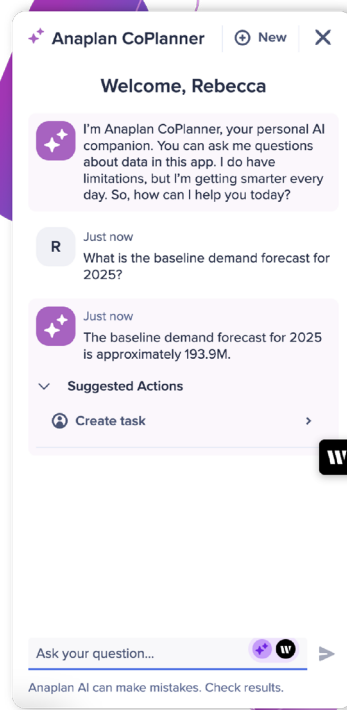 Anaplan CoPlanner
New
Welcome, Rebecca
I'm Anaplan CoPlanner, your personal AI
companion. You can ask me questions
about data in this app. I do have
limitations, but I'm getting smarter every
day. So, how can I help you today?
R
Just now
What is the baseline demand forecast for
2025?
Just now
The baseline demand forecast for 2025
is approximately 193.9M.
Suggested Actions
Create task
W
Ask your question...
W
Anaplan AI can make mistakes. Check results.